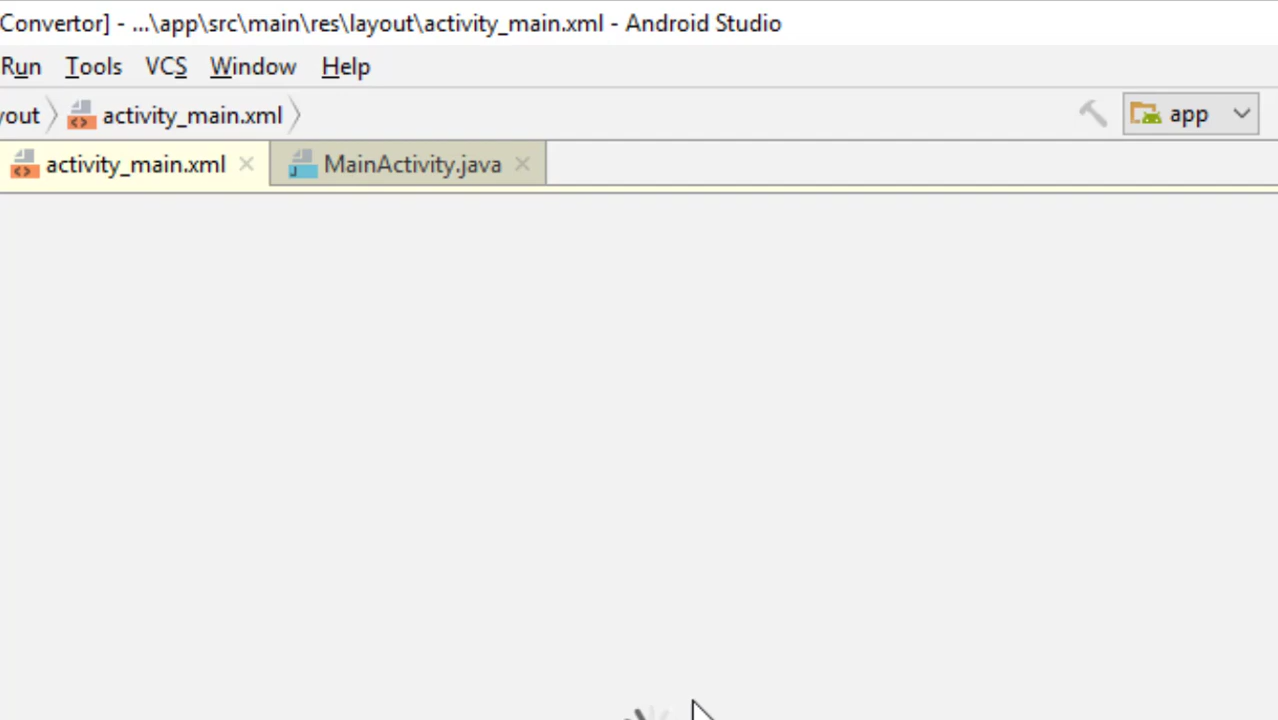 Convertor] - ...\app\src\main\res\layout\activity_main.xml - Android Studio
Run Tools VCS Window Help
yout activity_main.xml app
activity_main.xml MainActivity.java